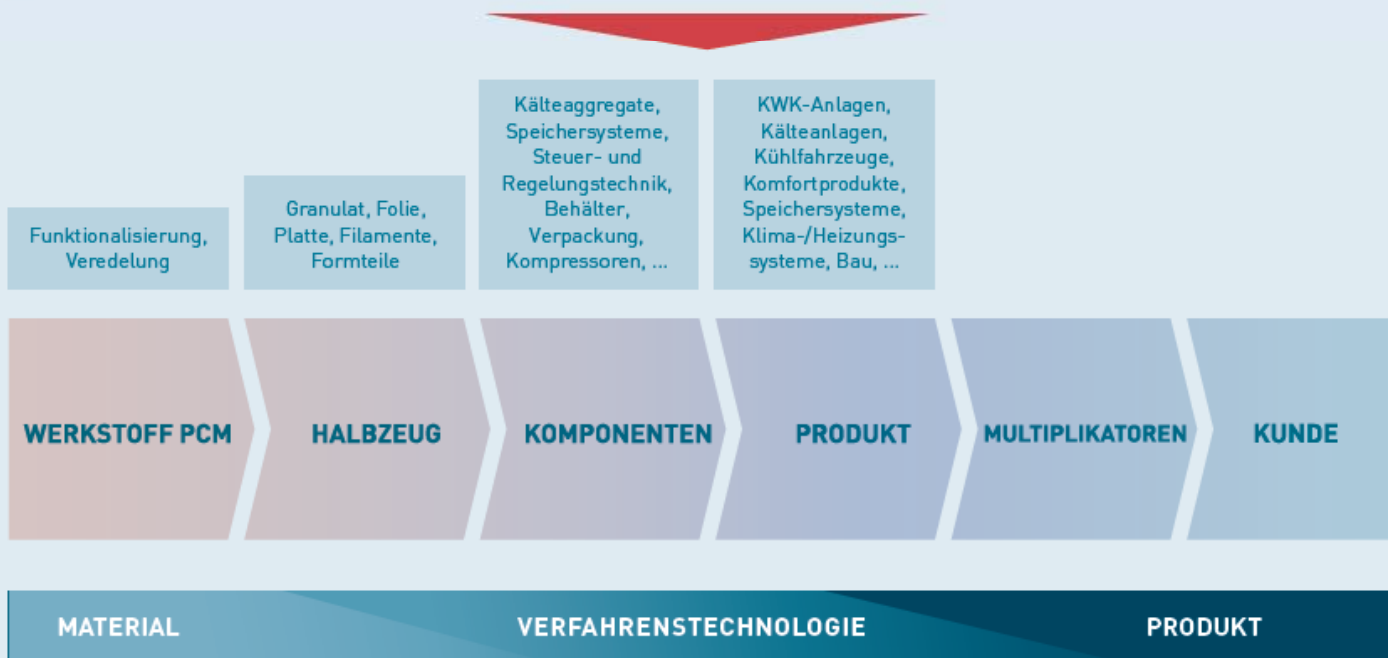 Funktionalisierung,
Veredelung
Granulat, Folie,
Platte, Filamente,
Formteile
Kälteaggregate,
Speichersysteme,
Steuer- und
Regelungstechnik,
Behälter,
Verpackung,
Kompressoren, ...
KWK-Anlagen,
Kälteanlagen,
Kühlfahrzeuge,
Komfortprodukte,
Speichersysteme,
Klima-/Heizungs-
systeme, Bau, ...
WERKSTOFF PCM
HALBZEUG
KOMPONENTEN
PRODUKT
MULTIPLIKATOREN
KUNDE
MATERIAL
VERFAHRENSTECHNOLOGIE
PRODUKT